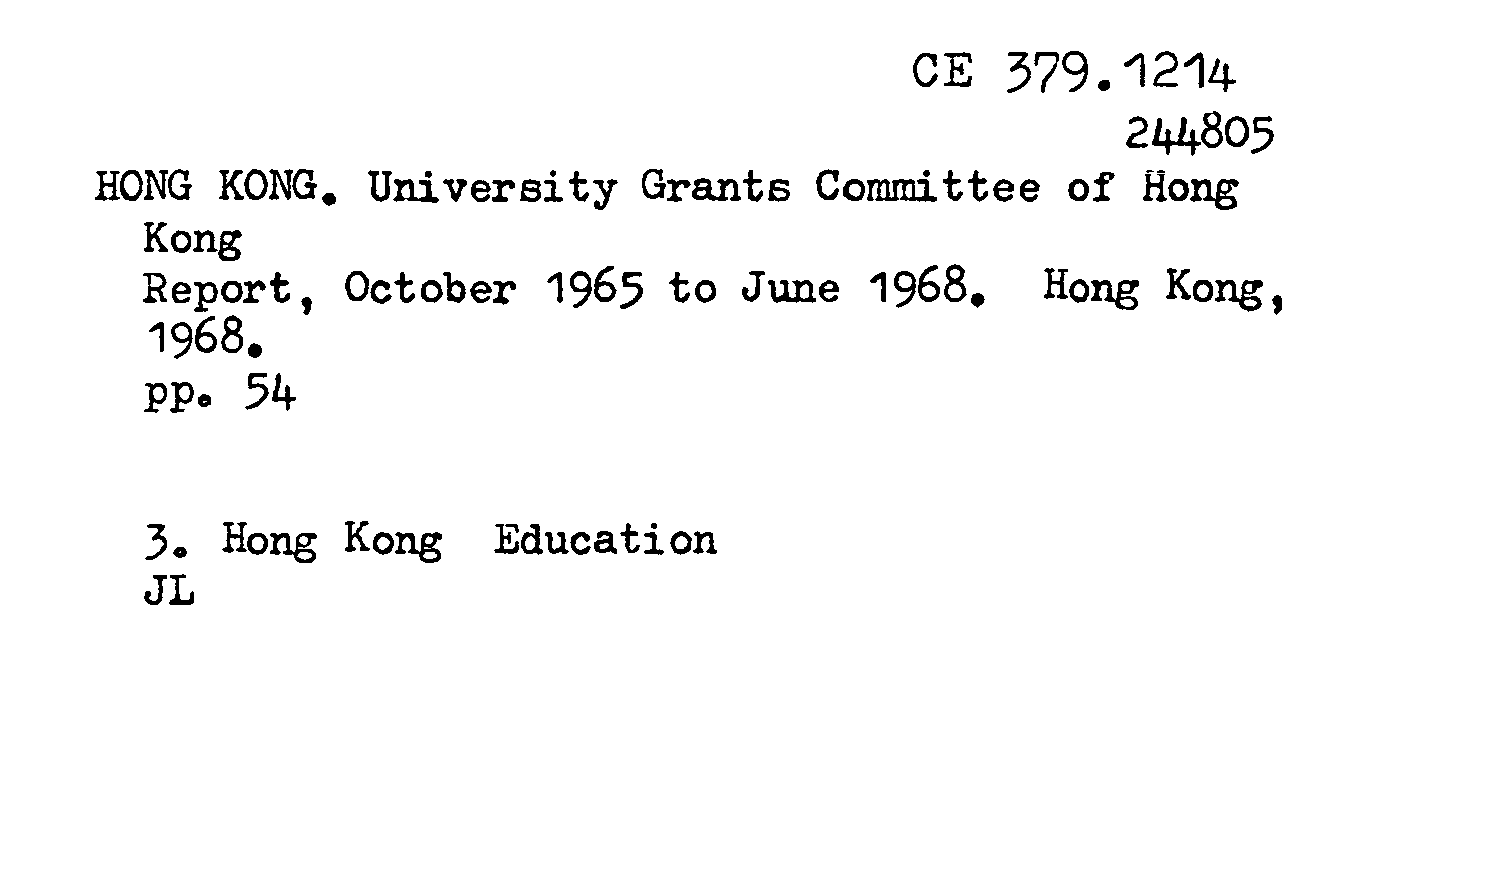 CE 379.1214
244805
HONG KONG. University Grants Committee of Hong
Kong
Report, October 1965 to June 1968. Hong Kong,
1968.
pp. 54
3. Hong Kong Education
JL